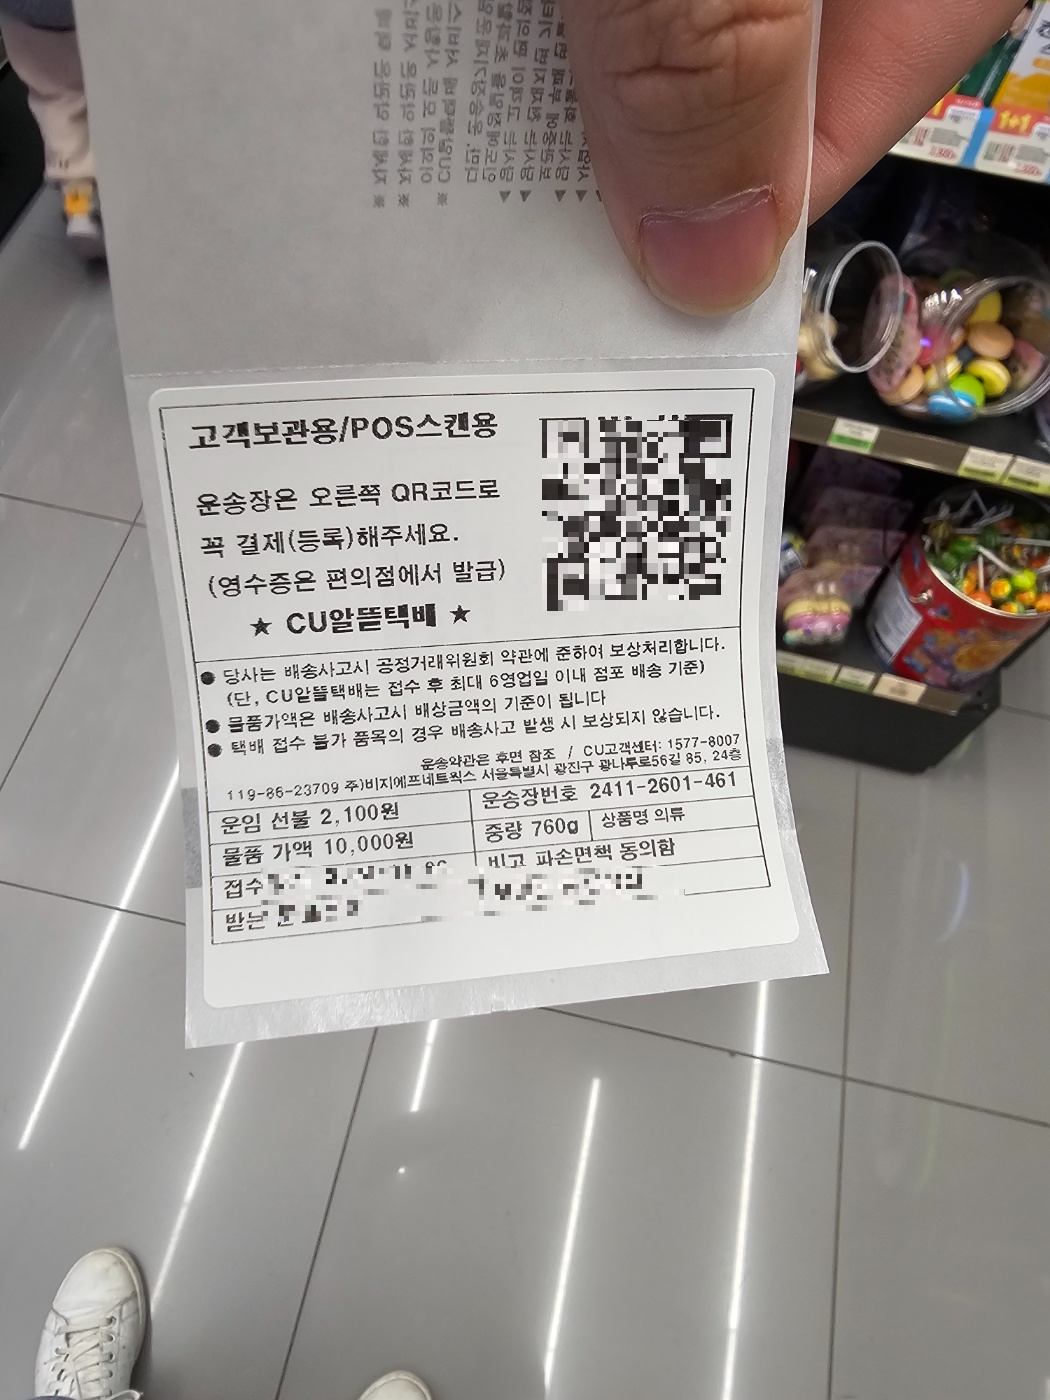 고객보관용/POS스캔용
운송장은 오른쪽 QR코드로
꼭 결제(등록)해주세요.
(영수증은 편의점에서 발급)
★ CU알뜰택배 ★
● 당사는 배송사고시 공정거래위원회 약관에 준하여 보상처리합니다.
(단, CU알뜰택배는 접수 후 최대 6영업일 이내 점포 배송 기준)
● 물품가액은 배송사고시 배상금액의 기준이 됩니다
● 택배 접수 불가 품목의 경우 배송사고 발생 시 보상되지 않습니다.
운송약관은 후면 참조 / CU고객센터: 1577-8007
119-86-23709 주)비지에프네트웍스 서울특별시 광진구 광나루로56길 85, 24층
운임 선불 2,100원
운송장번호 2411-2601-461
물품 가액 10,000원
중량 760g
상품명 의류
비고 파손면책 동의함
접수
받는
1+1